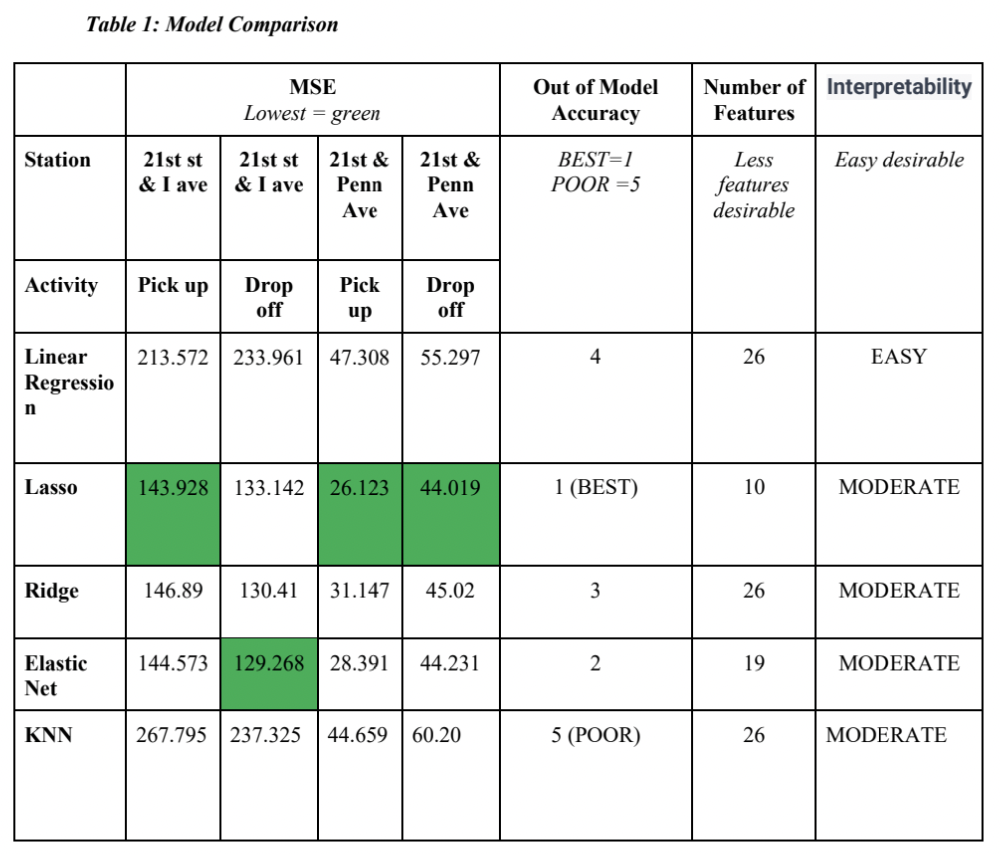 Table 1: Model Comparison
MSE
Lowest = green
Out of Model
Accuracy
Number of
Features
Interpretability
Station
21st st
& I ave
21st st
& I ave
21st &
Penn
Ave
21st &
Penn
Ave
BEST=1
POOR =5
Less
features
desirable
Easy desirable
Activity
Pick up
Drop
off
Pick
up
Drop
off
Linear
Regressio
n
213.572
233.961
47.308
55.297
4
26
EASY
Lasso
143.928
133.142
26.123
44.019
1 (BEST)
10
MODERATE
Ridge
146.89
130.41
31.147
45.02
3
26
MODERATE
Elastic
Net
144.573
129.268
28.391
44.231
2
19
MODERATE
KNN
267.795
237.325
44.659
60.20
5 (POOR)
26
MODERATE